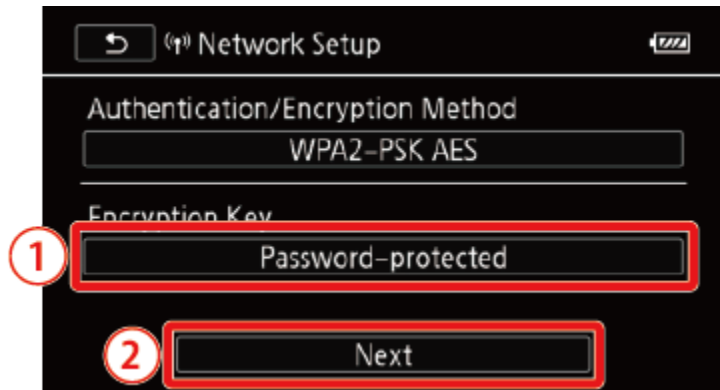 Network Setup
Authentication/Encryption Method
WPA2-PSK AES
Encryption Key
1
Password-protected
2
Next